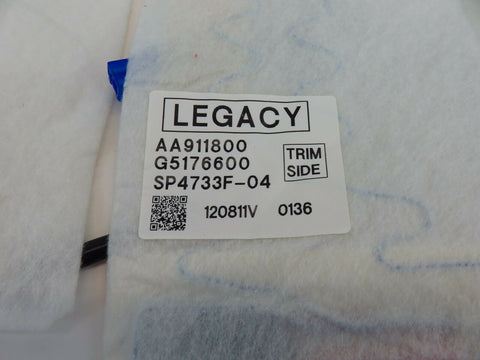 LEGACY
AA911800
G5176600
TRIM
SIDE
SP4733F-04
120811V 0136